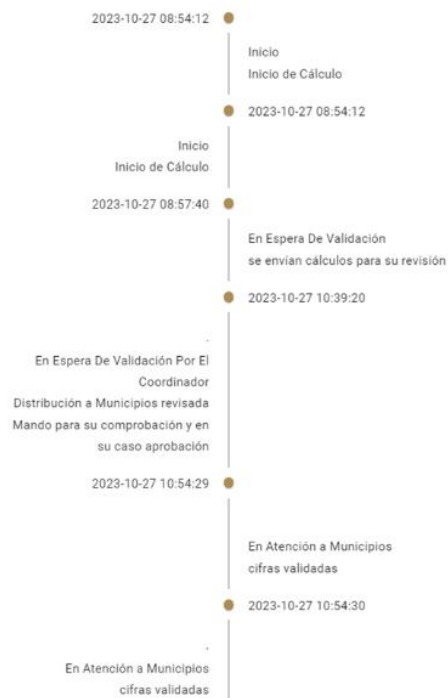 2023-10-27 08:54:12
Inicio
Inicio de Cálculo
2023-10-27 08:54:12
Inicio
Inicio de Cálculo
2023-10-27 08:57:40
En Espera De Validación
se envían cálculos para su revisión
2023-10-27 10:39:20
.
En Espera De Validación Por El
Coordinador
Distribución a Municipios revisada
Mando para su comprobación y en
su caso aprobación
2023-10-27 10:54:29
En Atención a Municipios
cifras validadas
2023-10-27 10:54:30
.
En Atención a Municipios
cifras validadas